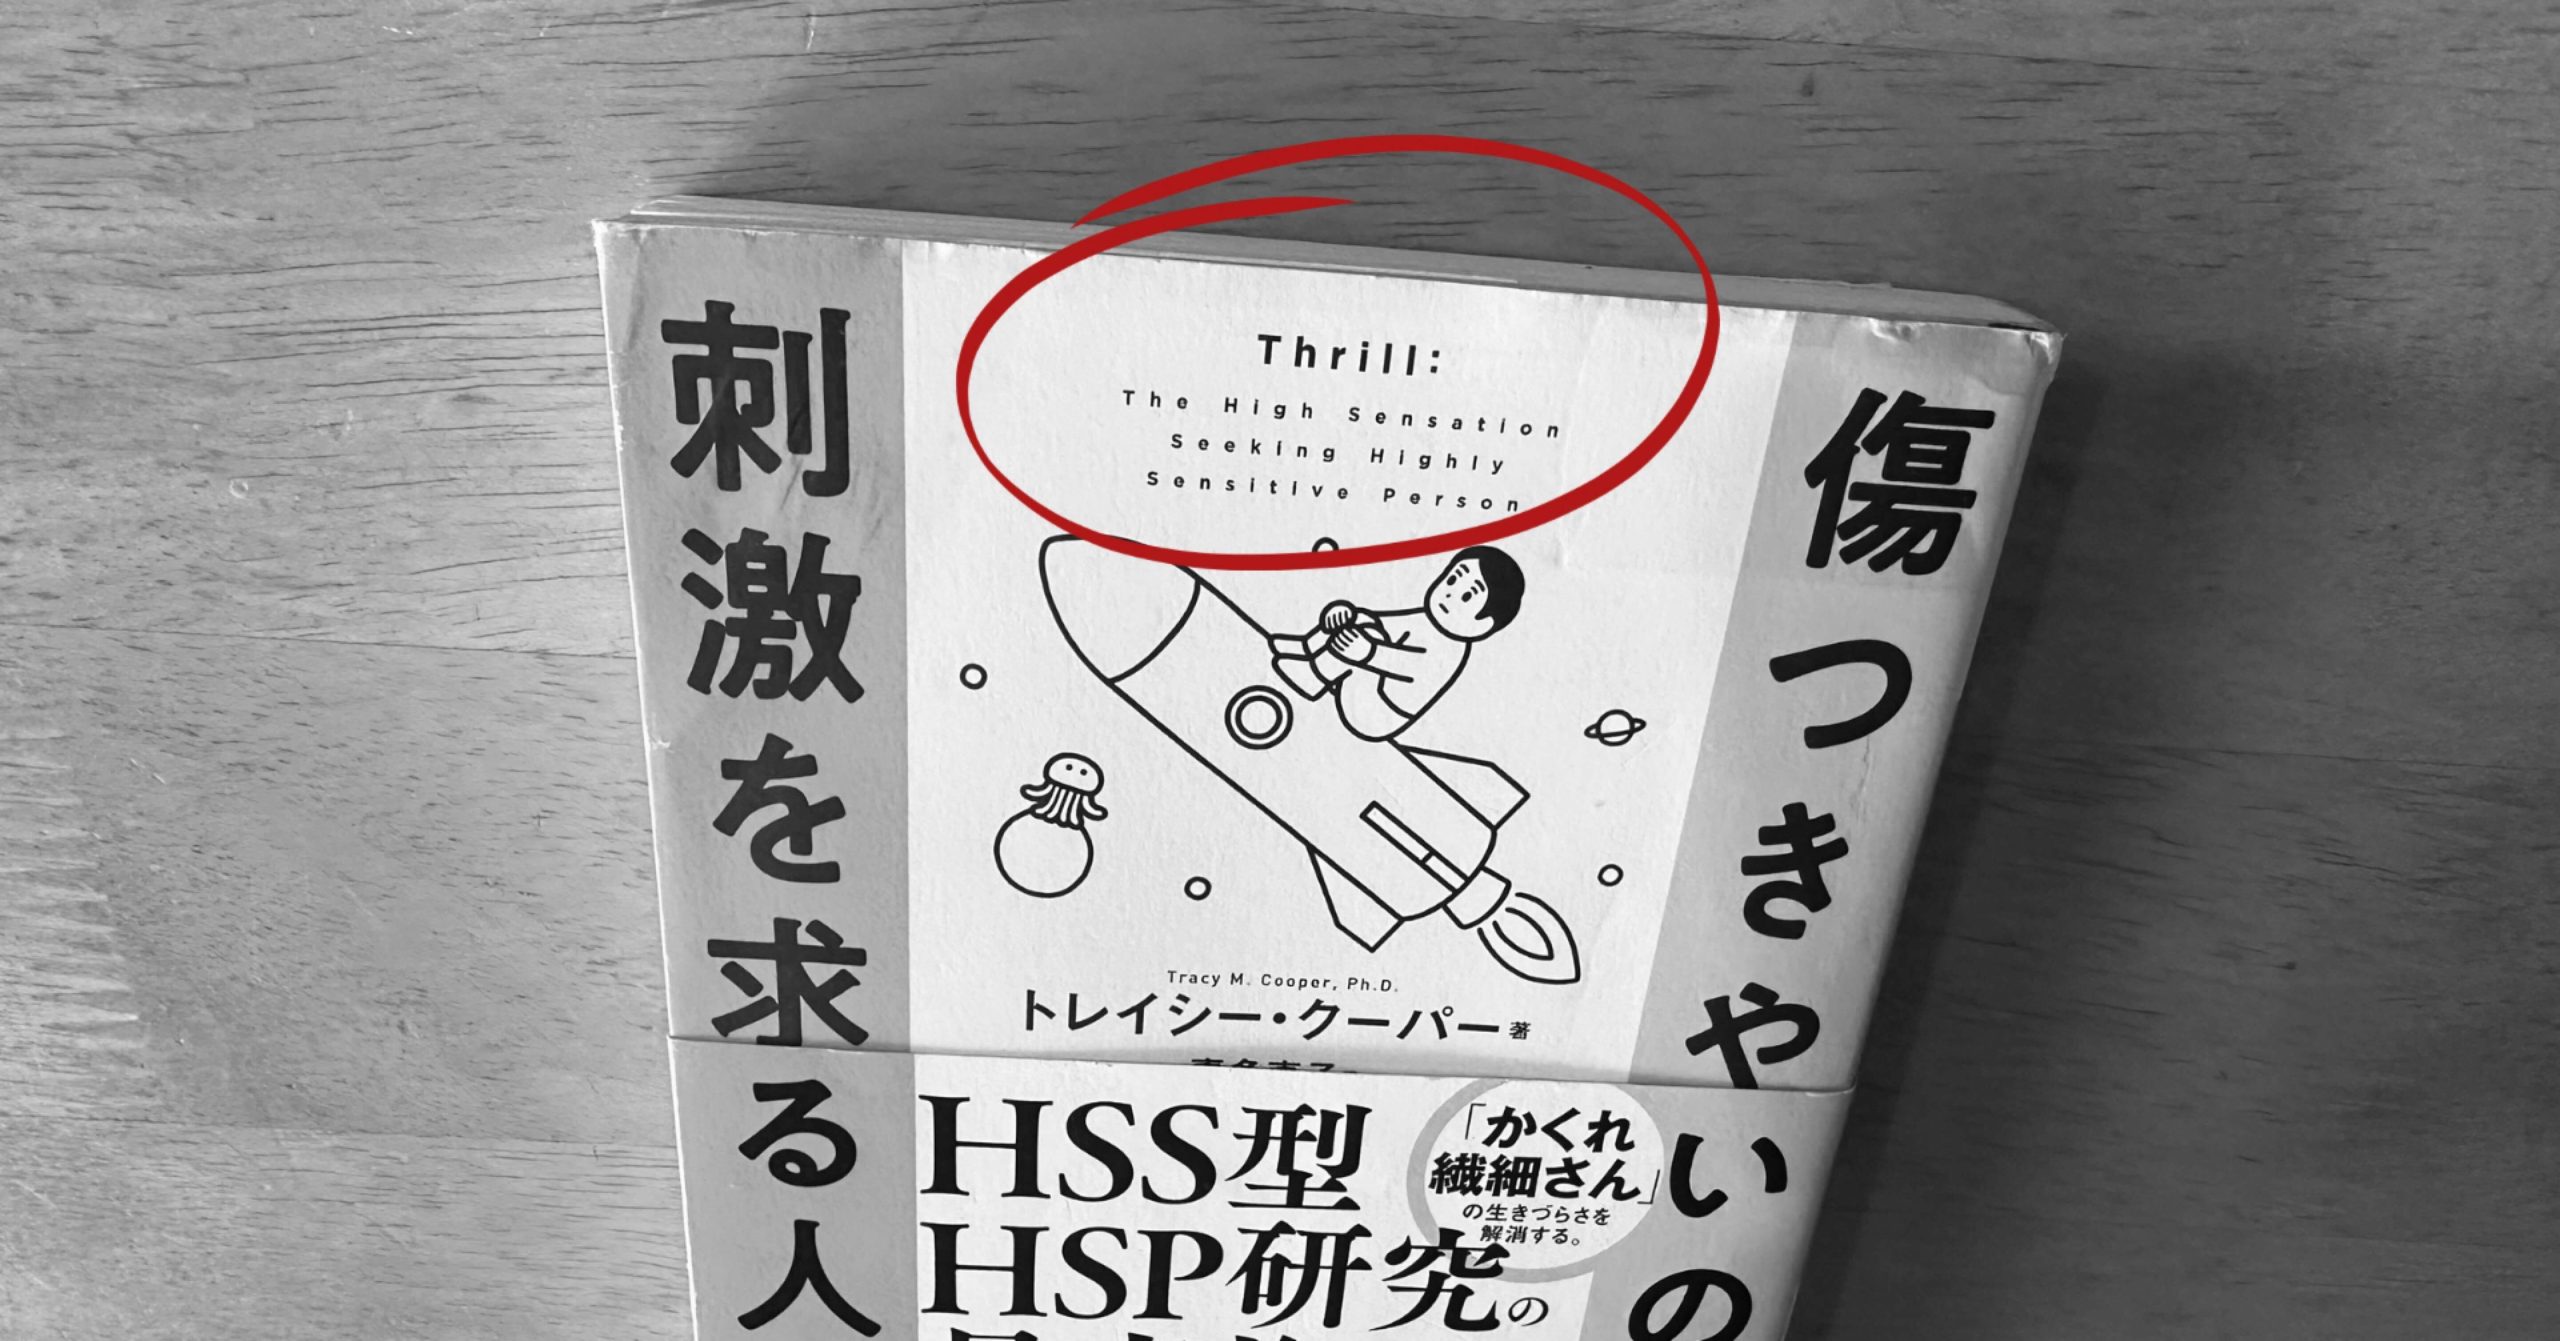 傷つきやいの
刺激を求る人
Thrill:
The High Sensation
Seeking Highly
Sensitive Person
Tracy M. Cooper, Ph.D.
トレイシー・クーパー 著
HSS型
HSP研究の
「かくれ
繊細さん」
の生きづらさを
解消する。